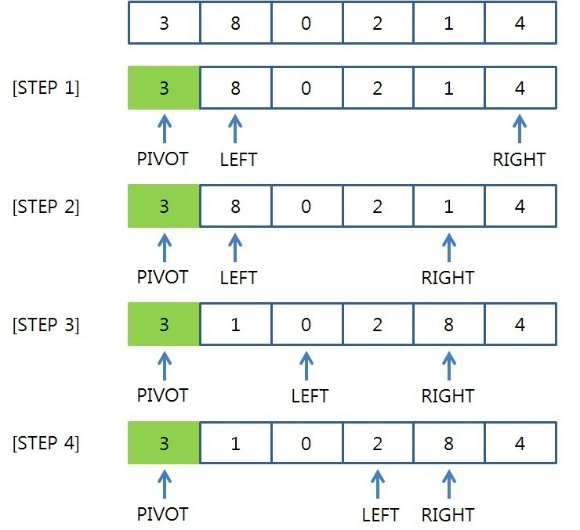 3 8 0 2 1 4
[STEP 1] 3 8 0 2 1 4
PIVOT LEFT RIGHT
[STEP 2] 3 8 0 2 1 4
PIVOT LEFT RIGHT
[STEP 3] 3 1 0 2 8 4
PIVOT LEFT RIGHT
[STEP 4] 3 1 0 2 8 4
PIVOT LEFT RIGHT